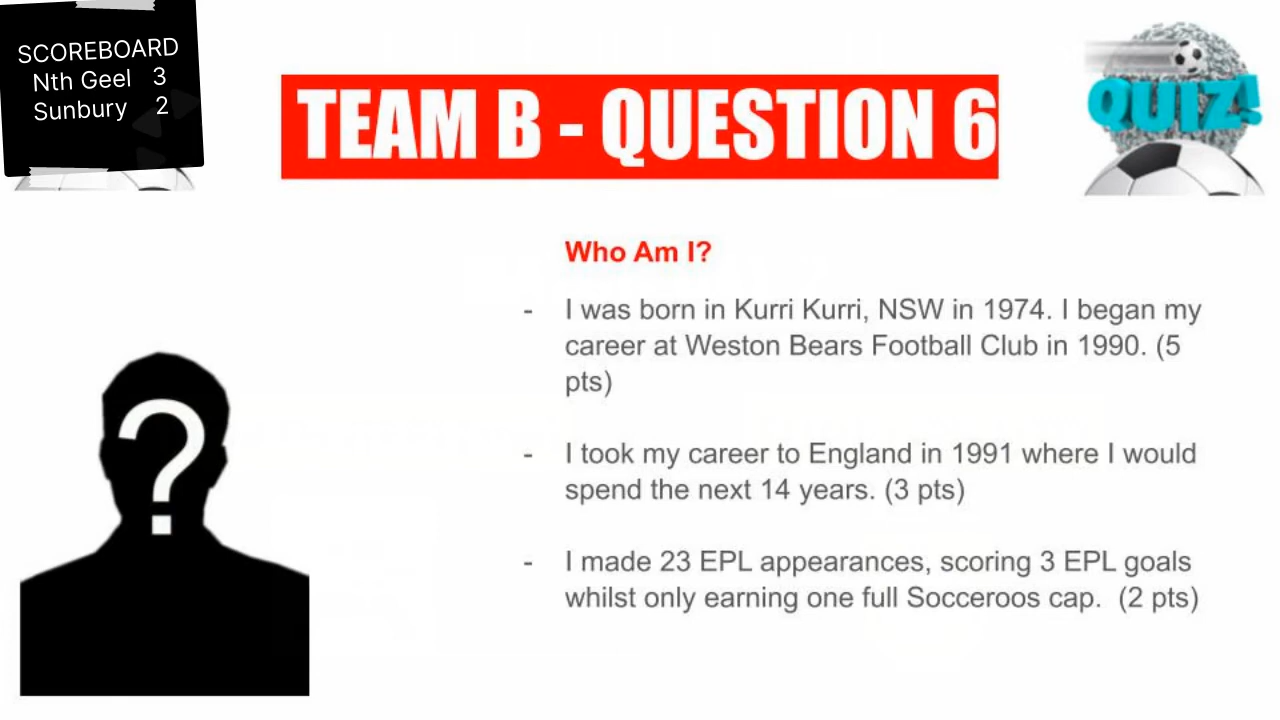 SCOREBOARD
Nth Geel 3
Sunbury 2
TEAM B - QUESTION 6
QUIZ!
Who Am I?
- I was born in Kurri Kurri, NSW in 1974. I began my
career at Weston Bears Football Club in 1990. (5
pts)
- I took my career to England in 1991 where I would
spend the next 14 years. (3 pts)
- I made 23 EPL appearances, scoring 3 EPL goals
whilst only earning one full Socceroos cap. (2 pts)
?